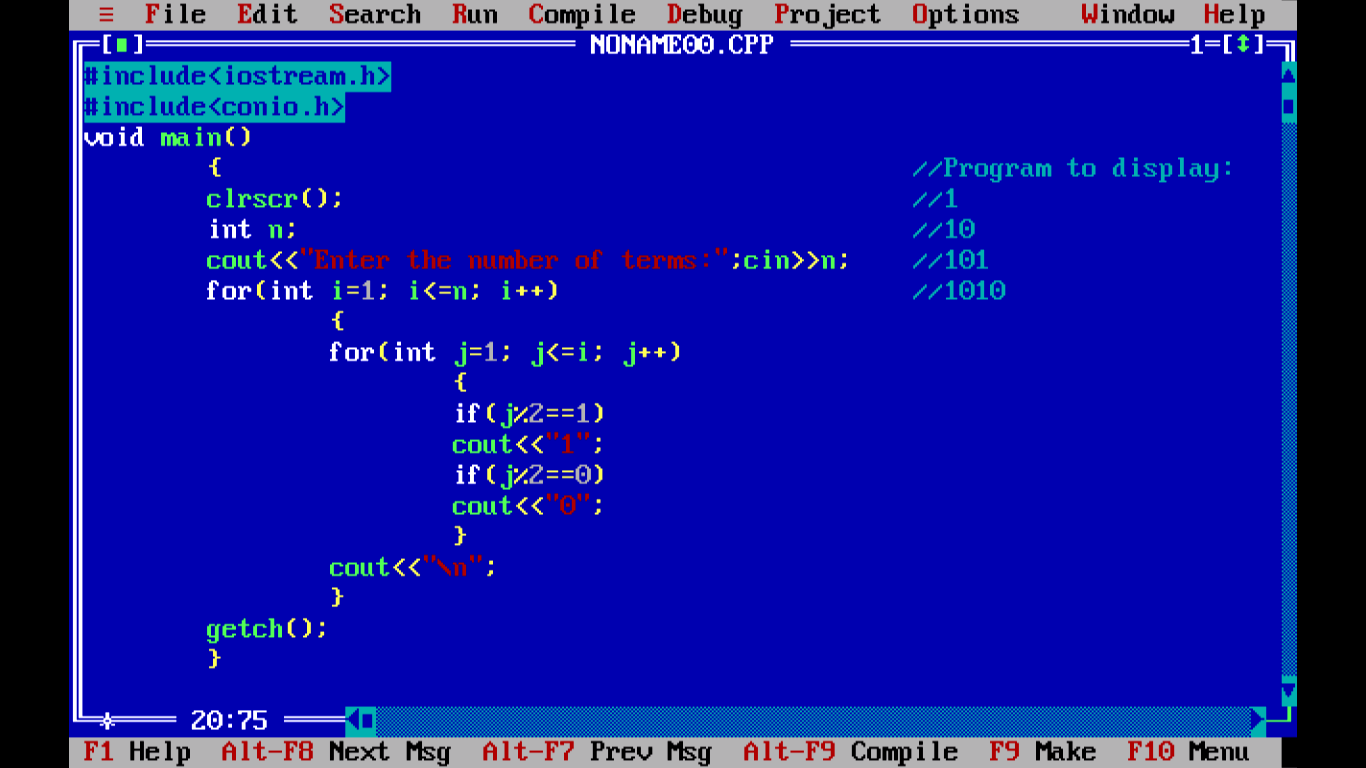 ≡ File Edit Search Run Compile Debug Project Options Window Help
[■] NONAME00.CPP 1=[↕]
#include<iostream.h>
#include<conio.h>
void main()
{ //Program to display:
clrscr(); //1
int n; //10
cout<<"Enter the number of terms:";cin>>n; //101
for(int i=1; i<=n; i++) //1010
{
for(int j=1; j<=i; j++)
{
if(j%2==1)
cout<<"1";
if(j%2==0)
cout<<"0";
}
cout<<"\n";
}
getch();
}
20:75
F1 Help Alt-F8 Next Msg Alt-F7 Prev Msg Alt-F9 Compile F9 Make F10 Menu